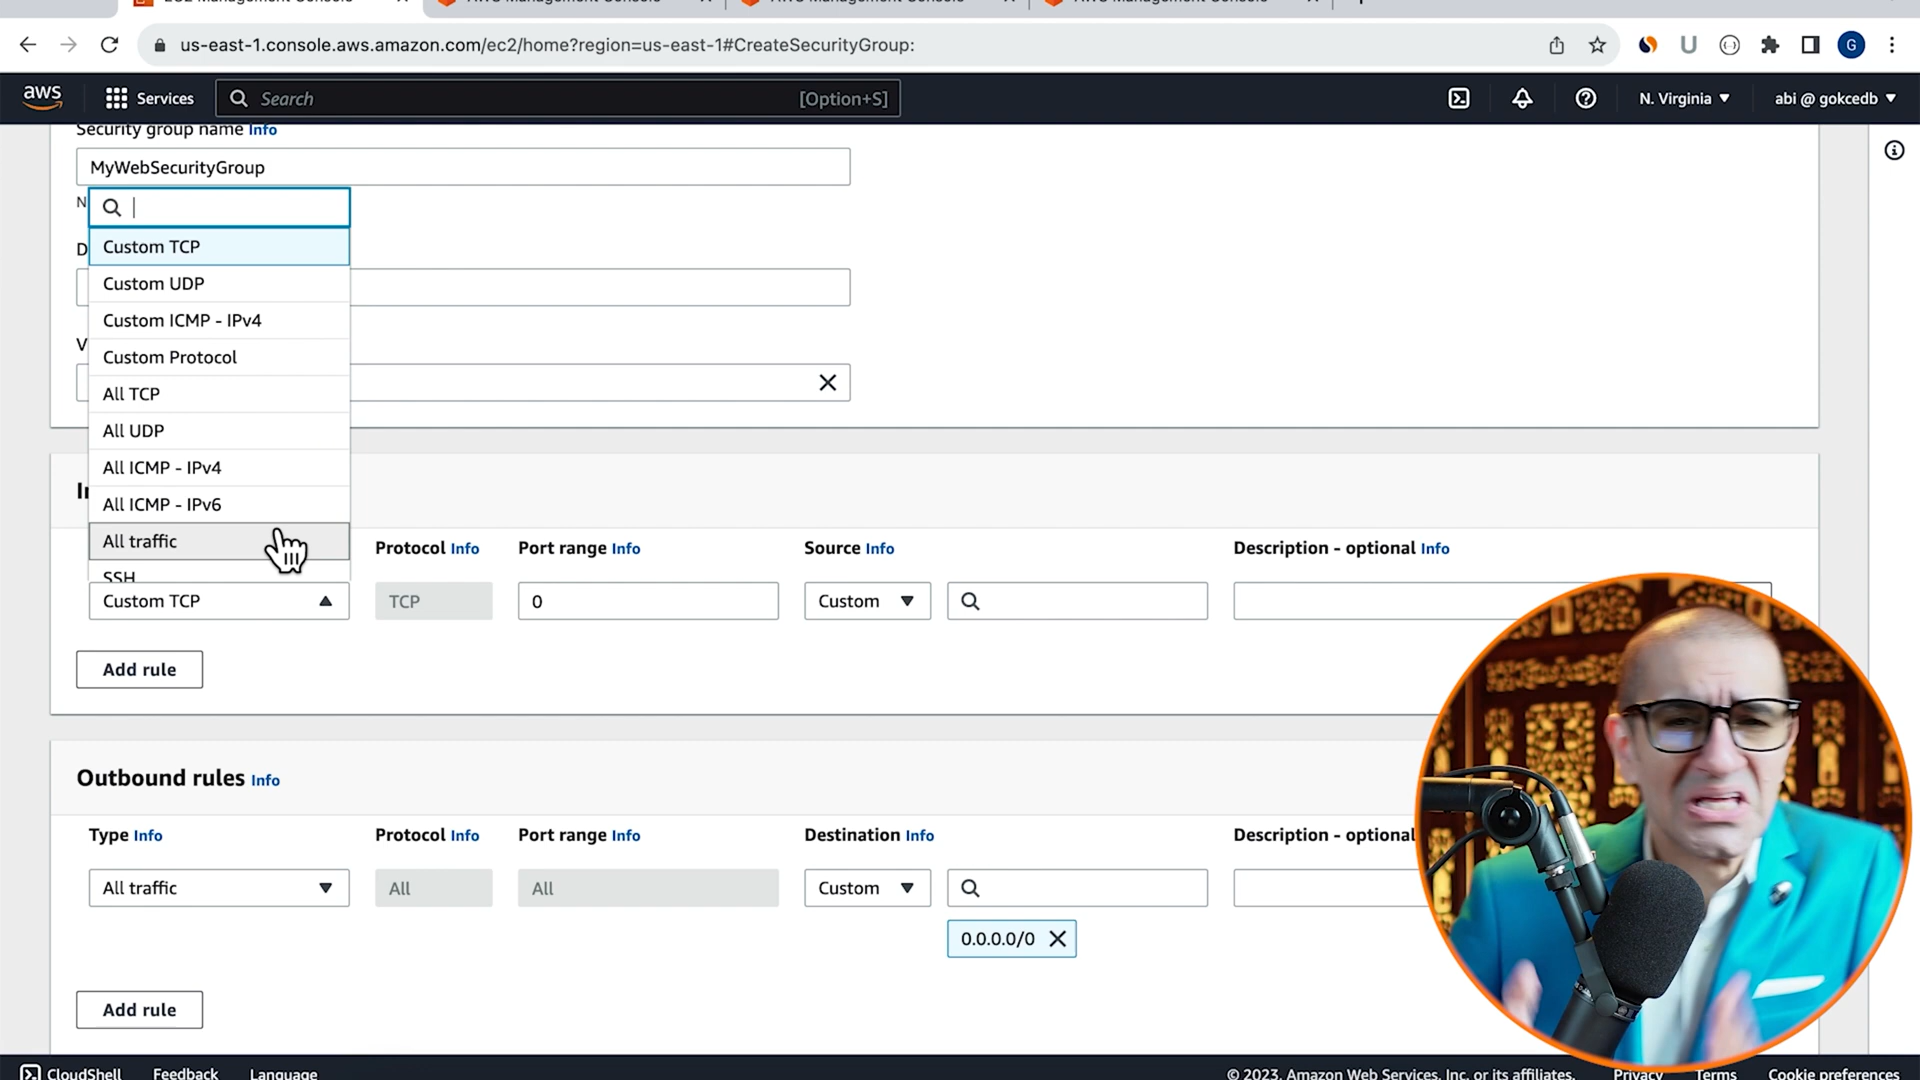 us-east-1.console.aws.amazon.com/ec2/home?region=us-east-1#CreateSecurityGroup:
G
aws
Services
Search
[Option+S]
N. Virginia
abi @ gokcedb
Security group name Info
MyWebSecurityGroup
N
Custom TCP
D
Custom UDP
Custom ICMP - IPv4
V
Custom Protocol
All TCP
All UDP
All ICMP - IPv4
All ICMP - IPv6
All traffic
SSH
Protocol Info
Port range Info
Source Info
Description - optional Info
Custom TCP
TCP
0
Custom
Add rule
Outbound rules Info
Type Info
Protocol Info
Port range Info
Destination Info
Description - optional
All traffic
All
All
Custom
0.0.0.0/0
Add rule
CloudShell
Feedback
Language
© 2023, Amazon Web Services, Inc. or its affiliates.
Privacy
Terms
Cookie preferences